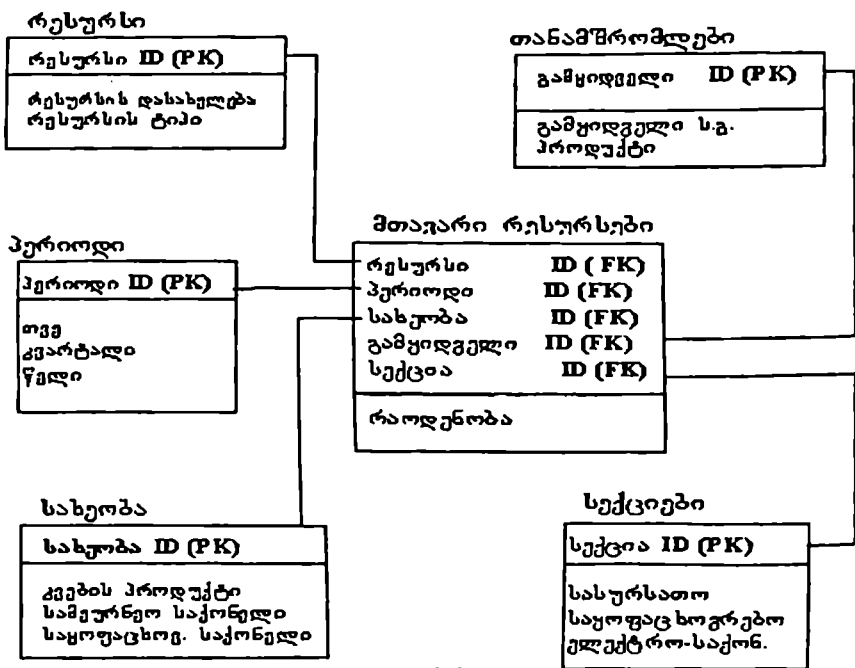 რესურსი
რესურსი ID (PK)
რესურსის დასახელება
რესურსის ტიპი
თანამშრომლები
გამყიდველი ID (PK)
გამყიდველი ს.გ.
პროდუქტი
მთავარი რესურსები
რესურსი ID ( FK)
პერიოდი ID (FK)
სახეობა ID (FK)
გამყიდველი ID (FK)
სექცია ID (FK)
რაოდენობა
პერიოდი
პერიოდი ID (PK)
თვე
კვარტალი
წელი
სახეობა
სახეობა ID (PK)
კვების პროდუქტი
სამეურნეო საქონელი
საყოფაცხოვ. საქონელი
სექციები
სექცია ID (PK)
სასურსათო
საყოფაცხოვრებო
ელექტრო-საქონ.